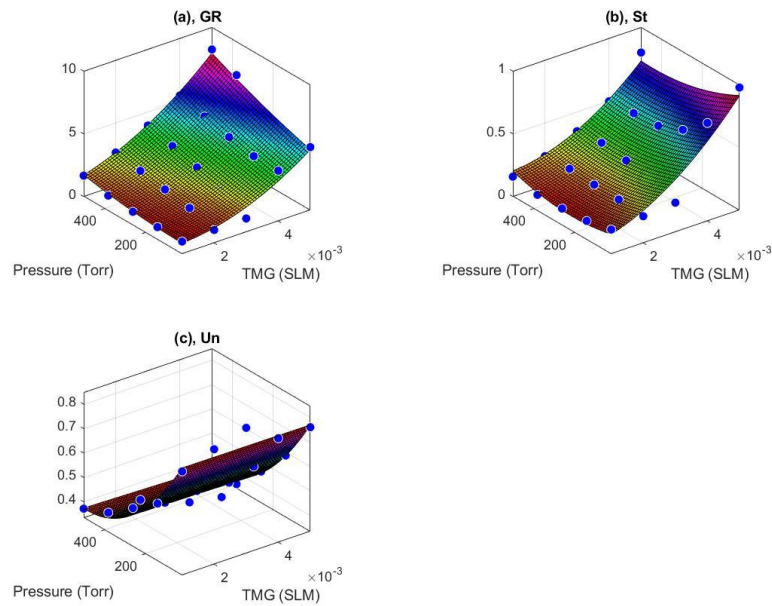 (a), GR
10
5
0
400
200
Pressure (Torr)
2
4
×10-3
TMG (SLM)
(b), St
1
0.5
0
400
200
Pressure (Torr)
2
4
×10-3
TMG (SLM)
(c), Un
0.8
0.7
0.6
0.5
0.4
400
200
Pressure (Torr)
2
4
×10-3
TMG (SLM)